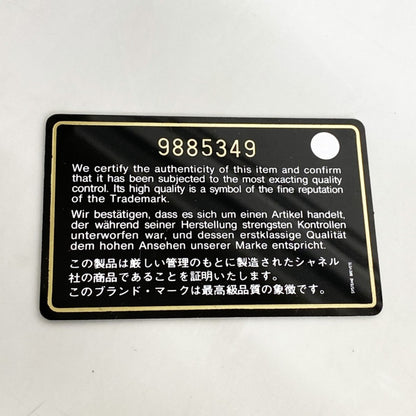 9885349
We certify the authenticity of this item and confirm
that it has been subjected to the most exacting quality
control. Its high quality is a symbol of the fine reputation
of the Trademark.
Wir bestätigen, dass es sich um einen Artikel handelt,
der während seiner Herstellung strengsten Kontrollen
unterworfen war, und dessen erstklassige Qualität
dem hohen Ansehen unserer Marke entspricht.
この製品は厳しい管理のもとに製造されたシャネル
社の商品であることを証明いたします。
このブランド・マークは最高級品質の象徴です。